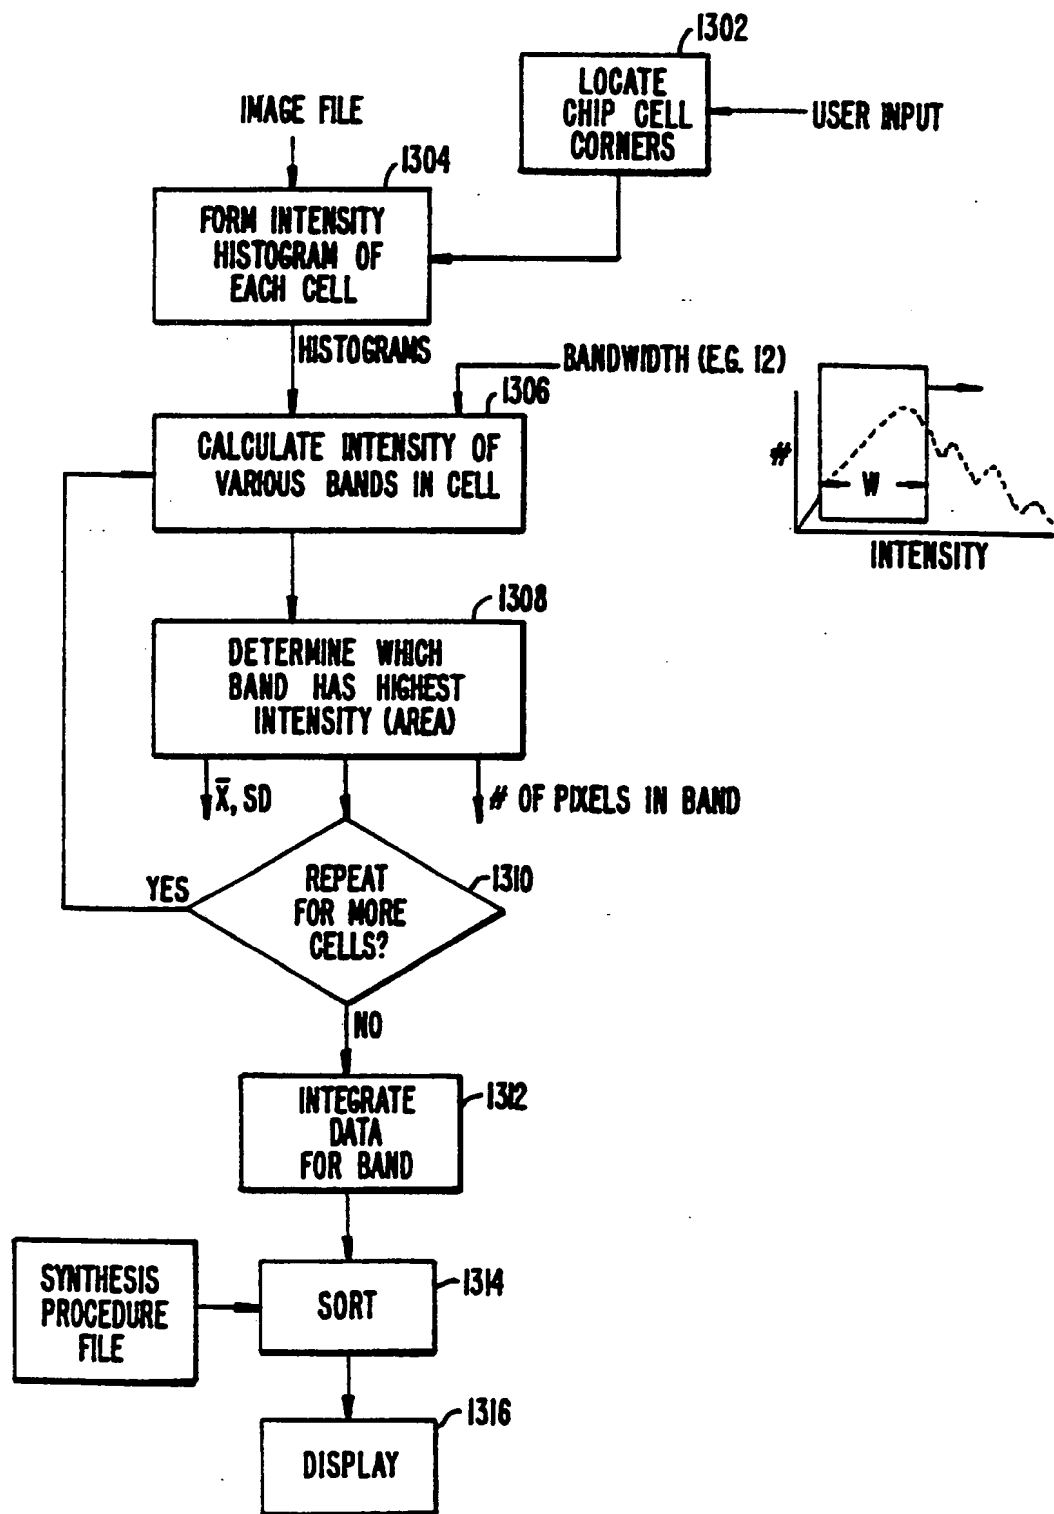 1302
LOCATE
CHIP CELL
CORNERS
USER INPUT
IMAGE FILE
1304
FORM INTENSITY
HISTOGRAM OF
EACH CELL
HISTOGRAMS
BANDWIDTH (E.G. 12)
1306
CALCULATE INTENSITY OF
VARIOUS BANDS IN CELL
#
W
INTENSITY
1308
DETERMINE WHICH
BAND HAS HIGHEST
INTENSITY (AREA)
X̅, SD
# OF PIXELS IN BAND
YES
REPEAT
FOR MORE
CELLS?
1310
NO
INTEGRATE
DATA
FOR BAND
1312
SYNTHESIS
PROCEDURE
FILE
SORT
1314
DISPLAY
1316